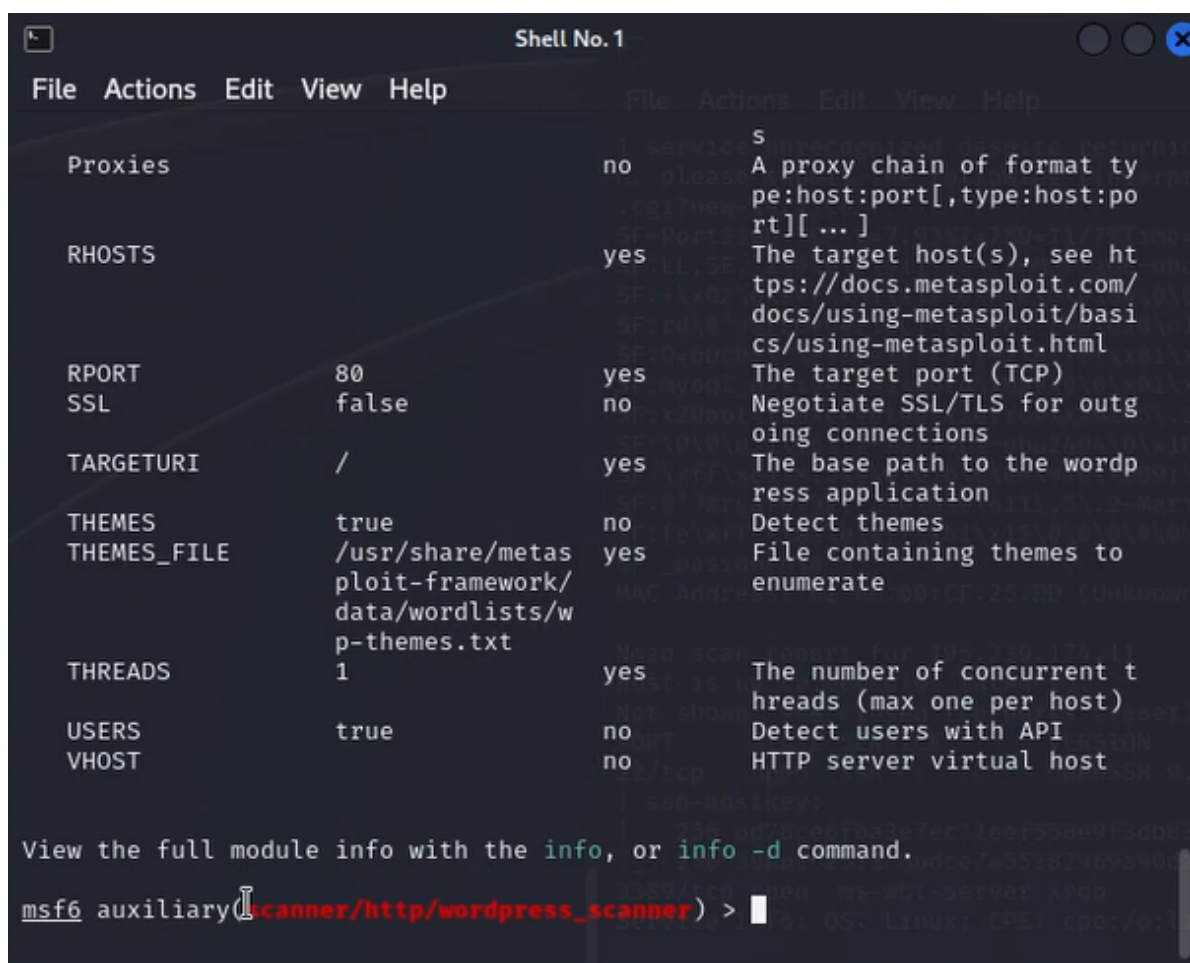 Shell No. 1
File Actions Edit View Help
File Actions Edit View Help
s
Proxies no A proxy chain of format ty
pe:host:port[,type:host:po
rt][...]
RHOSTS yes The target host(s), see ht
tps://docs.metasploit.com/
docs/using-metasploit/basi
cs/using-metasploit.html
RPORT 80 yes The target port (TCP)
SSL false no Negotiate SSL/TLS for outg
oing connections
TARGETURI / yes The base path to the wordp
ress application
THEMES true no Detect themes
THEMES_FILE /usr/share/metas yes File containing themes to
ploit-framework/ enumerate
data/wordlists/w
p-themes.txt
THREADS 1 yes The number of concurrent t
hreads (max one per host)
USERS true no Detect users with API
VHOST no HTTP server virtual host
View the full module info with the info, or info -d command.
msf6 auxiliary(scanner/http/wordpress_scanner) >